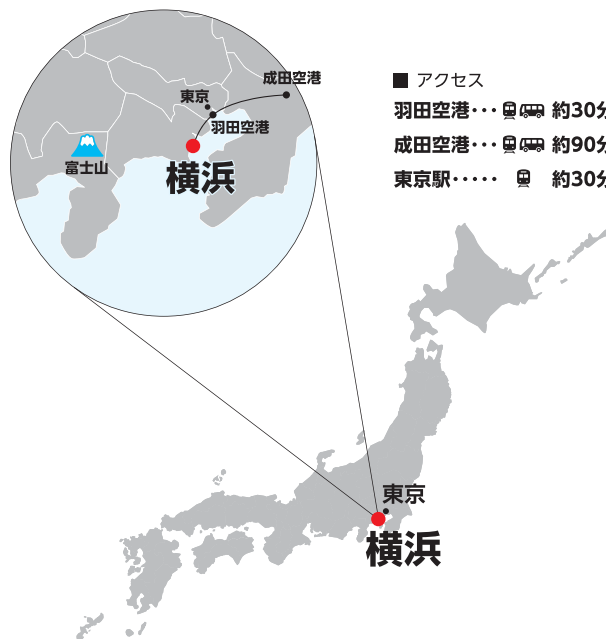 成田空港
東京
羽田空港
富士山
横浜
■ アクセス
羽田空港・・・ 約30分
成田空港・・・ 約90分
東京駅・・・・・ 約30分
東京
横浜